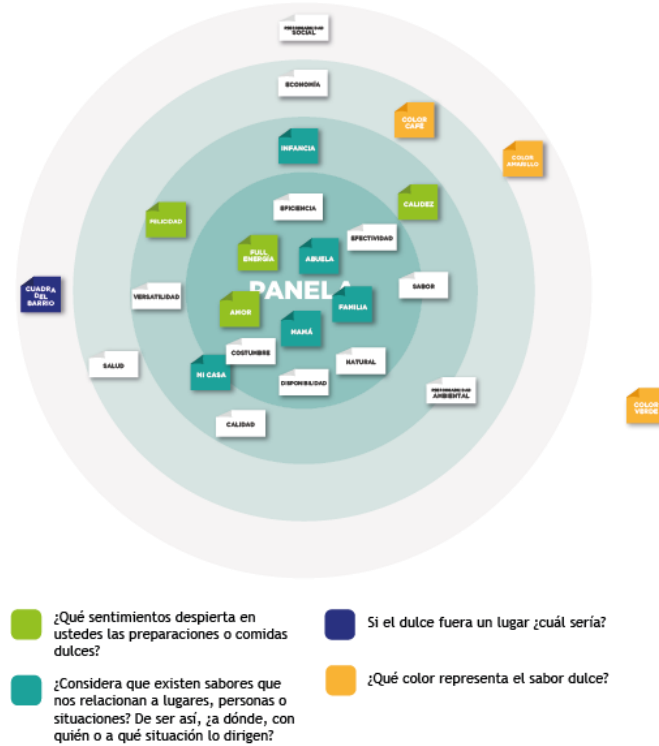 RESPONSABILIDAD
SOCIAL
ECONOMÍA
COLOR
CAFÉ
INFANCIA
COLOR
AMARILLO
EFICIENCIA
CALIDEZ
FELICIDAD
EFECTIVIDAD
FULL
ENERGÍA
ABUELA
PANELA
SABOR
CUADRA
DEL
BARRIO
VERSATILIDAD
FAMILIA
AMOR
MAMÁ
COSTUMBRE
NATURAL
SALUD
MI CASA
DISPONIBILIDAD
RESPONSABILIDAD
AMBIENTAL
COLOR
VERDE
CALIDAD
¿Qué sentimientos despierta en
ustedes las preparaciones o comidas
dulces?
Si el dulce fuera un lugar ¿cuál sería?
¿Considera que existen sabores que
nos relacionan a lugares, personas o
situaciones? De ser así, ¿a dónde, con
quién o a qué situación lo dirigen?
¿Qué color representa el sabor dulce?